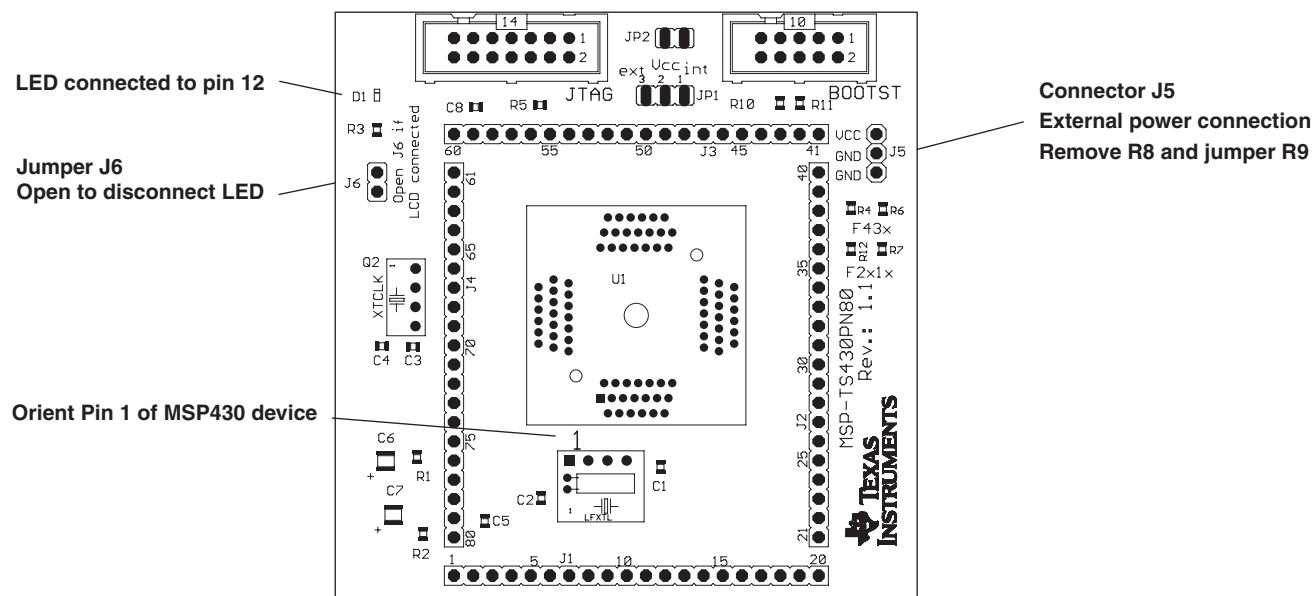 14
1
2
JP2
10
1
2
ext Vcc int
3 2 1
JP1
JTAG
BOOTST
LED connected to pin 12
D1
C8
R5
R10
R11
R3
Open J6 if
LCD connected
60
55
50
J3
45
41
VCC
GND
GND
J5
Connector J5
External power connection
Remove R8 and jumper R9
Jumper J6
Open to disconnect LED
J6
61
40
R4
R6
F43x
R12
R7
F2x1x
65
J4
35
Q2
1
XTCLK
U1
C4
C3
70
30
MSP-TS430PN80
Rev.: 1.1
Orient Pin 1 of MSP430 device
1
J2
75
25
C6
+
R1
C7
+
R2
C2
C1
C5
1
LFXTL
80
21
TEXAS
INSTRUMENTS
1
5
J1
10
15
20